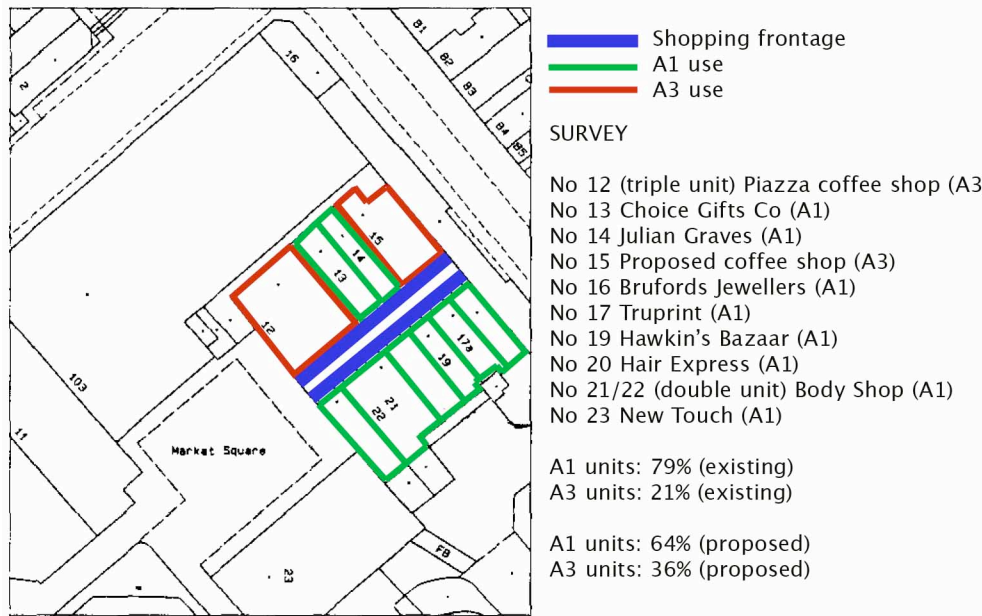 Shopping frontage
A1 use
A3 use
SURVEY
No 12 (triple unit) Piazza coffee shop (A3
No 13 Choice Gifts Co (A1)
No 14 Julian Graves (A1)
No 15 Proposed coffee shop (A3)
No 16 Brufords Jewellers (A1)
No 17 Truprint (A1)
No 19 Hawkin's Bazaar (A1)
No 20 Hair Express (A1)
No 21/22 (double unit) Body Shop (A1)
No 23 New Touch (A1)
A1 units: 79% (existing)
A3 units: 21% (existing)
A1 units: 64% (proposed)
A3 units: 36% (proposed)
2
16
81
82
83
84
85
15
14
13
12
17a
19
21
22
103
11
Market Square
FB
23